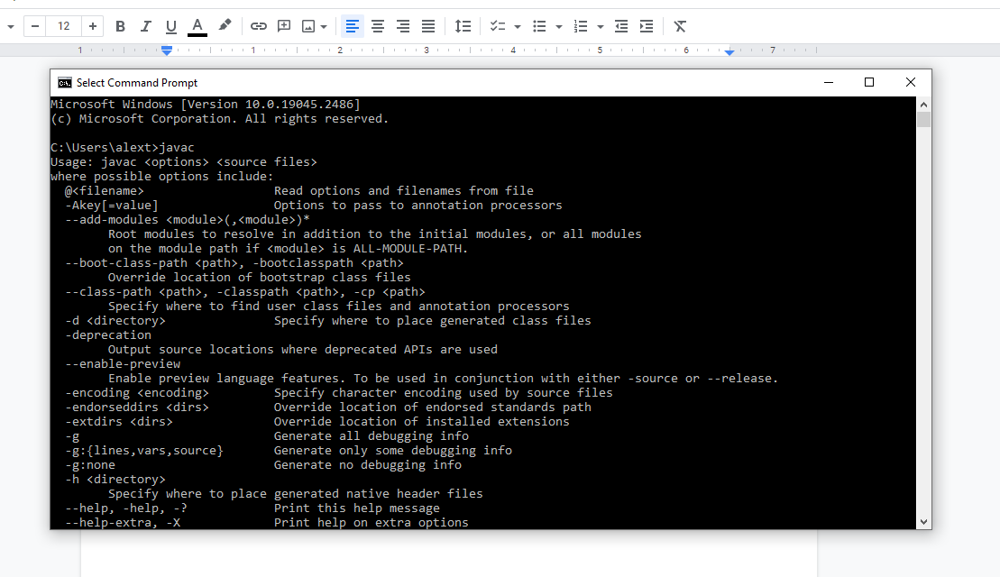 12
B I U A
1 1 2 3 4 5 6 7
Select Command Prompt
Microsoft Windows [Version 10.0.19045.2486]
(c) Microsoft Corporation. All rights reserved.
C:\Users\alext>javac
Usage: javac <options> <source files>
where possible options include:
@<filename> Read options and filenames from file
-Akey[=value] Options to pass to annotation processors
--add-modules <module>(,<module>)*
Root modules to resolve in addition to the initial modules, or all modules
on the module path if <module> is ALL-MODULE-PATH.
--boot-class-path <path>, -bootclasspath <path>
Override location of bootstrap class files
--class-path <path>, -classpath <path>, -cp <path>
Specify where to find user class files and annotation processors
-d <directory> Specify where to place generated class files
-deprecation
Output source locations where deprecated APIs are used
--enable-preview
Enable preview language features. To be used in conjunction with either -source or --release.
-encoding <encoding> Specify character encoding used by source files
-endorseddirs <dirs> Override location of endorsed standards path
-extdirs <dirs> Override location of installed extensions
-g Generate all debugging info
-g:{lines,vars,source} Generate only some debugging info
-g:none Generate no debugging info
-h <directory>
Specify where to place generated native header files
--help, -help, -? Print this help message
--help-extra, -X Print help on extra options